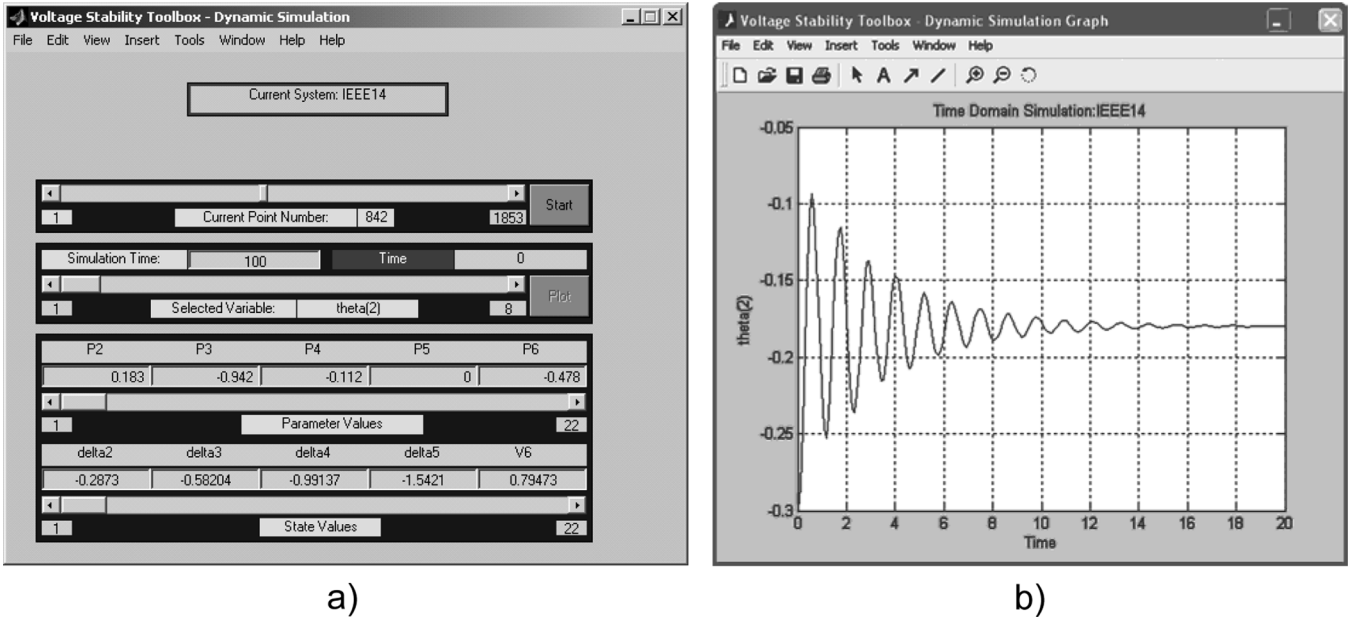 Voltage Stability Toolbox - Dynamic Simulation
File Edit View Insert Tools Window Help Help
Current System: IEEE14
Start
1 Current Point Number: 842 1853
Simulation Time: 100 Time 0
Plot
1 Selected Variable: theta(2) 8
P2 P3 P4 P5 P6
0.183 -0.942 -0.112 0 -0.478
1 Parameter Values 22
delta2 delta3 delta4 delta5 V6
-0.2873 -0.58204 -0.99137 -1.5421 0.79473
1 State Values 22
a)
Voltage Stability Toolbox - Dynamic Simulation Graph
File Edit View Insert Tools Window Help
Time Domain Simulation:IEEE14
-0.05
-0.1
-0.15
-0.2
-0.25
-0.3
theta(2)
0 2 4 6 8 10 12 14 16 18 20
Time
b)